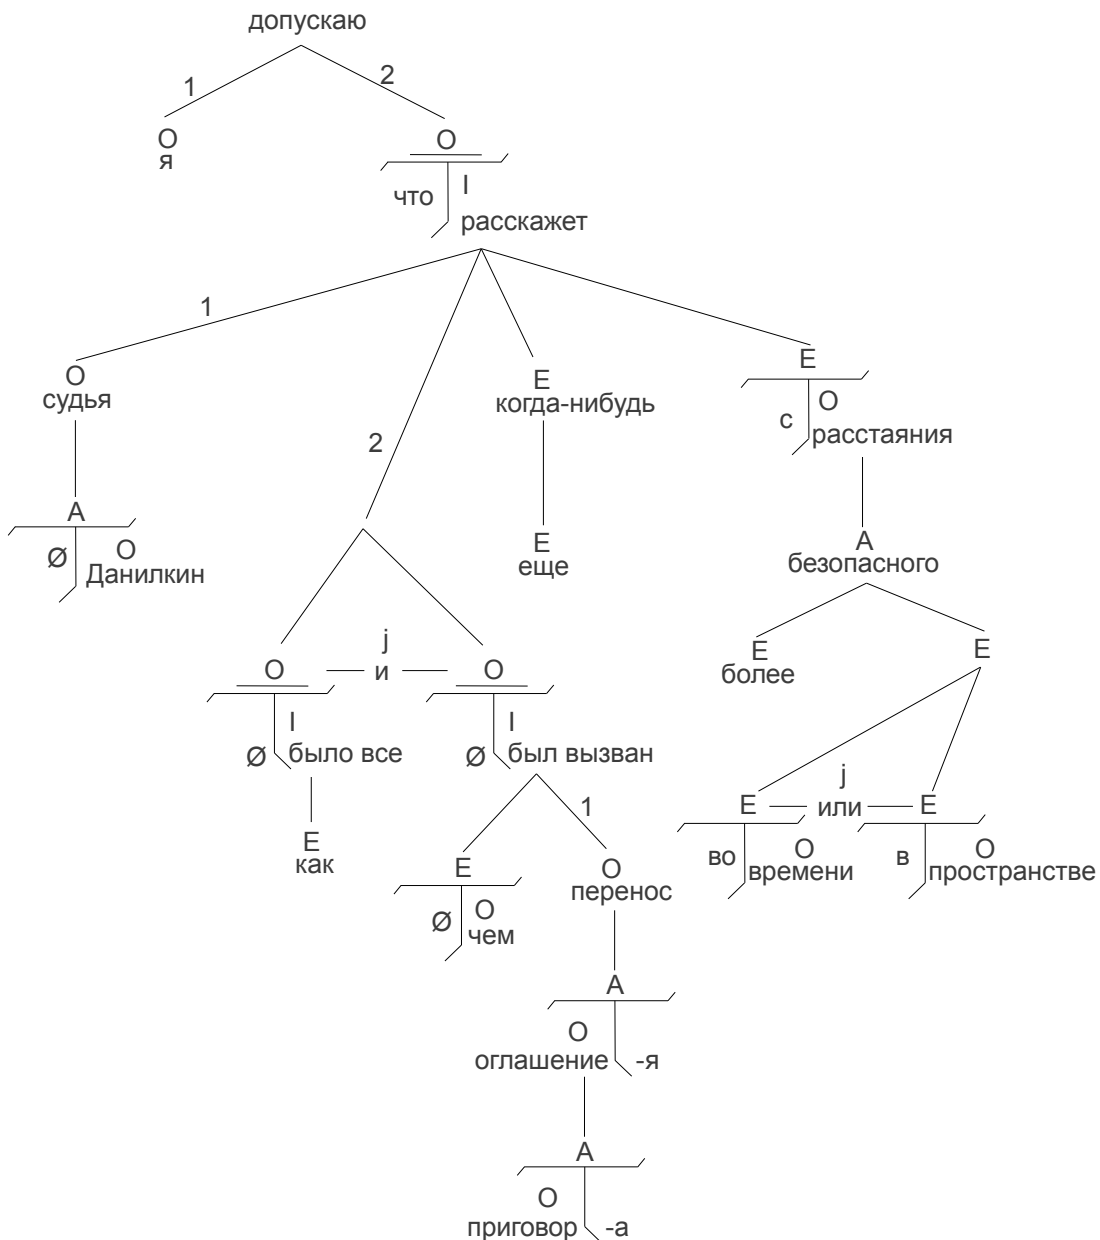 допускаю
1 2
О О
я
что I
расскажет
1
2
О
судья
Е
когда-нибудь
Е
с О
расстаяния
А
Ø О
Данилкин
Е
еще
А
безопасного
О j О
и
Е
более
Е
Ø I
было все
Ø I
был вызван
Е
как
1
Е
Ø О
чем
О
перенос
Е j Е
или
во О
времени
в О
пространстве
А
О
оглашение -я
А
О
приговор -а